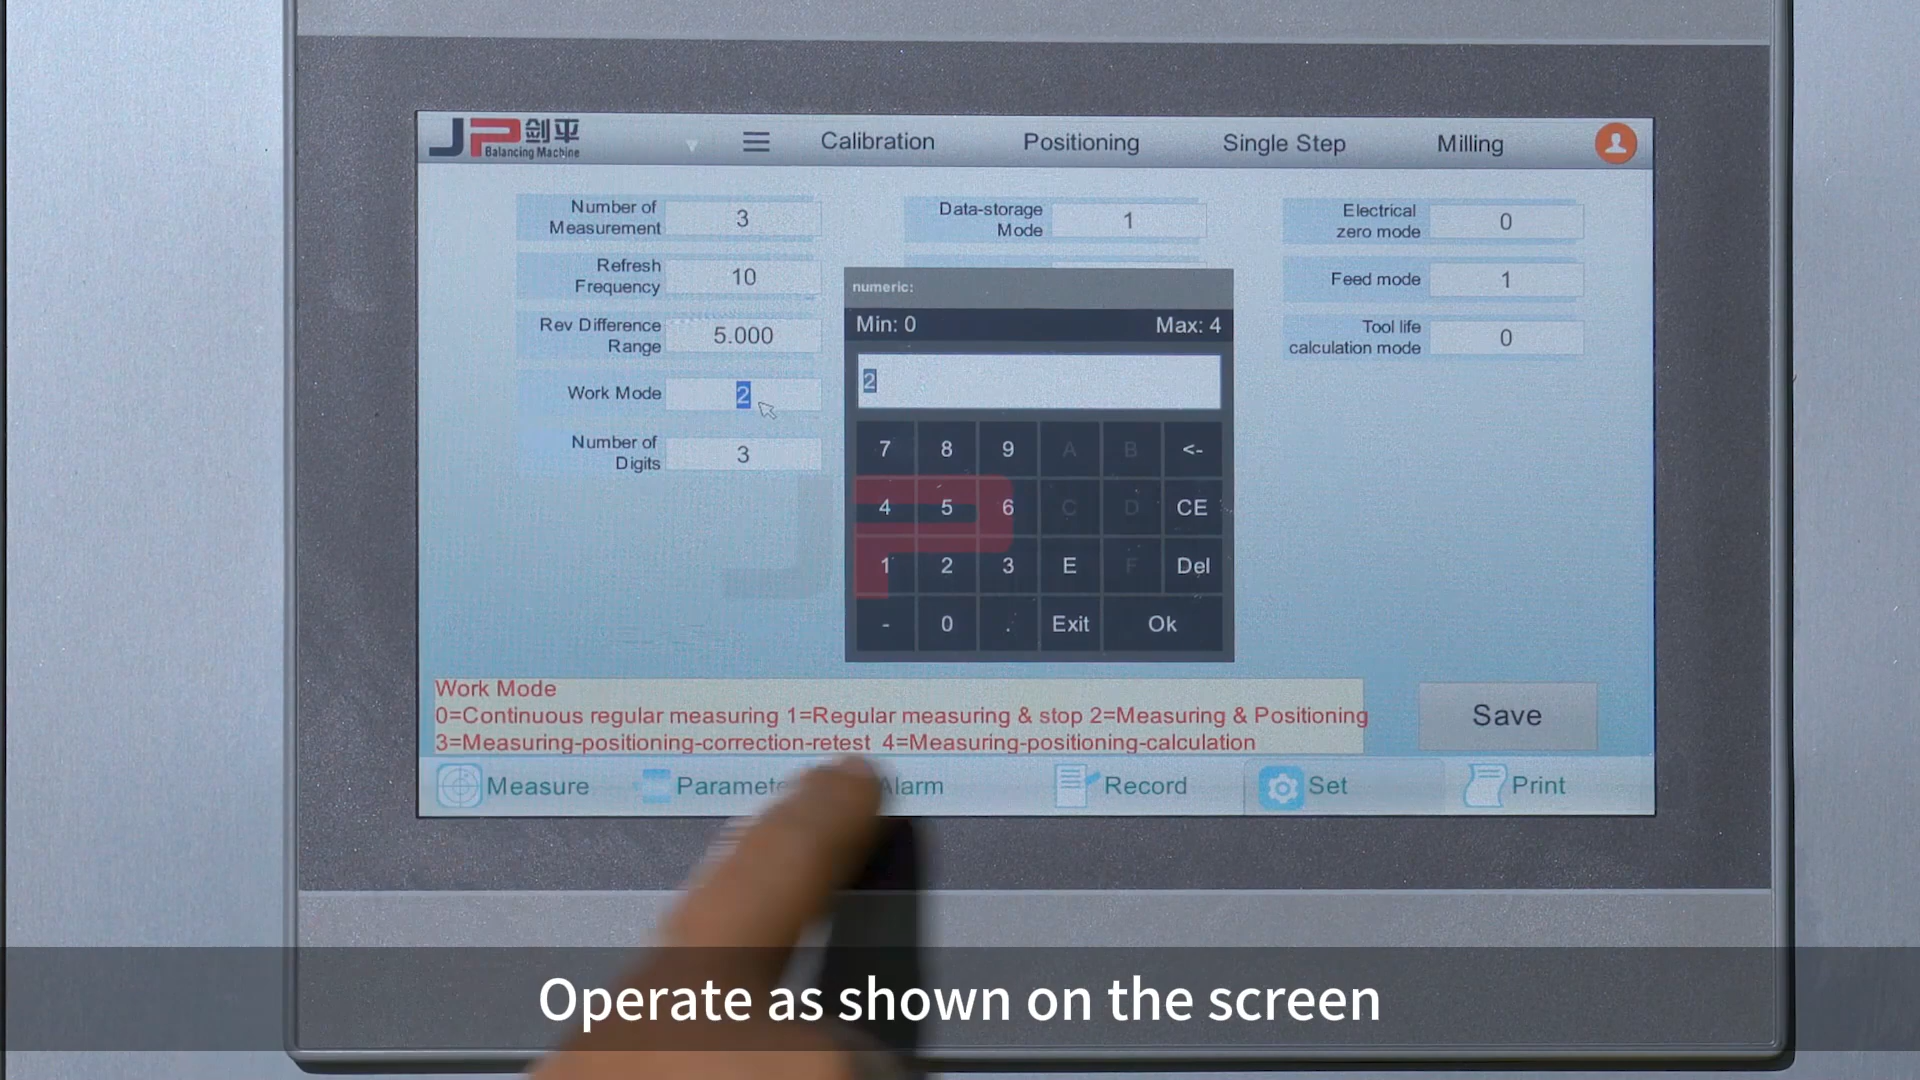 JP 剑平
Balancing Machine
Calibration
Positioning
Single Step
Milling
Number of
Measurement
3
Data-storage
Mode
1
Electrical
zero mode
0
Refresh
Frequency
10
Feed mode
1
Rev Difference
Range
5.000
Tool life
calculation mode
0
Work Mode
2
Number of
Digits
3
numeric:
Min: 0
Max: 4
2
7 8 9 A B <-
4 5 6 C D CE
1 2 3 E F Del
- 0 . Exit Ok
JP
Work Mode
0=Continuous regular measuring 1=Regular measuring & stop 2=Measuring & Positioning
3=Measuring-positioning-correction-retest 4=Measuring-positioning-calculation
Save
Measure
Alarm
Record
Set
Print
Operate as shown on the screen